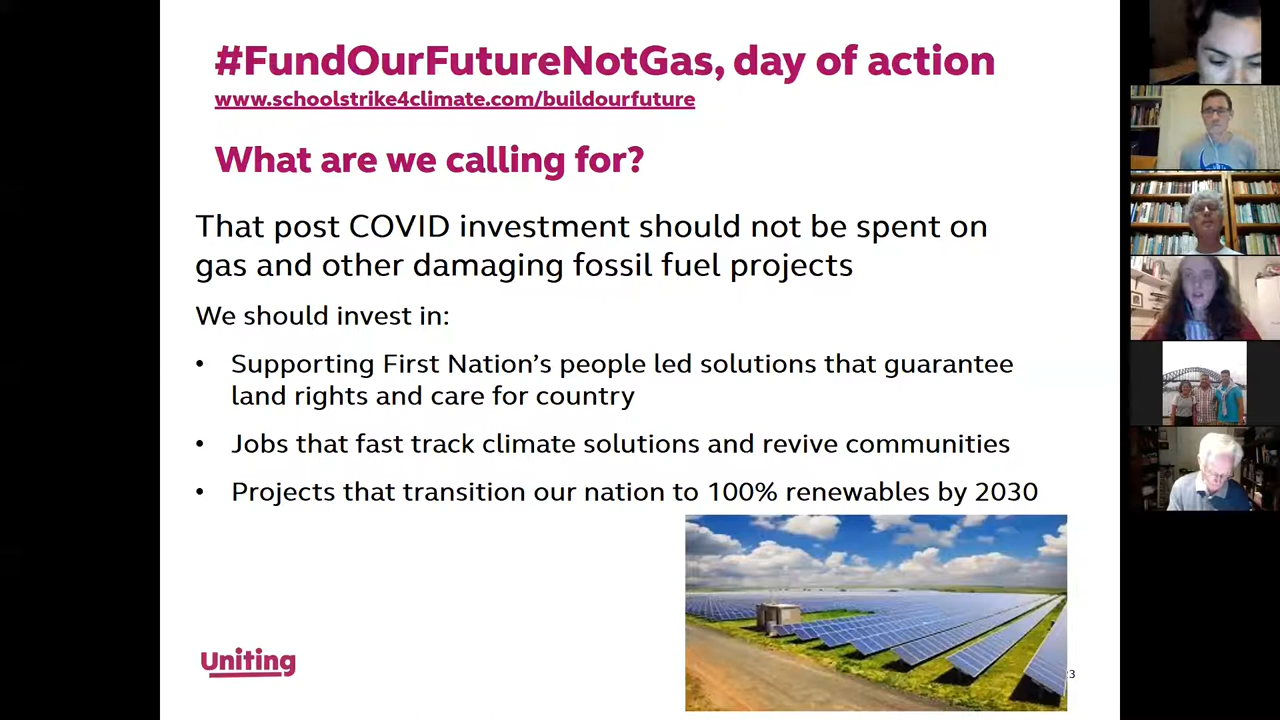 #FundOurFutureNotGas, day of action
www.schoolstrike4climate.com/buildourfuture
What are we calling for?
That post COVID investment should not be spent on
gas and other damaging fossil fuel projects
We should invest in:
• Supporting First Nation’s people led solutions that guarantee
land rights and care for country
• Jobs that fast track climate solutions and revive communities
• Projects that transition our nation to 100% renewables by 2030
Uniting
23